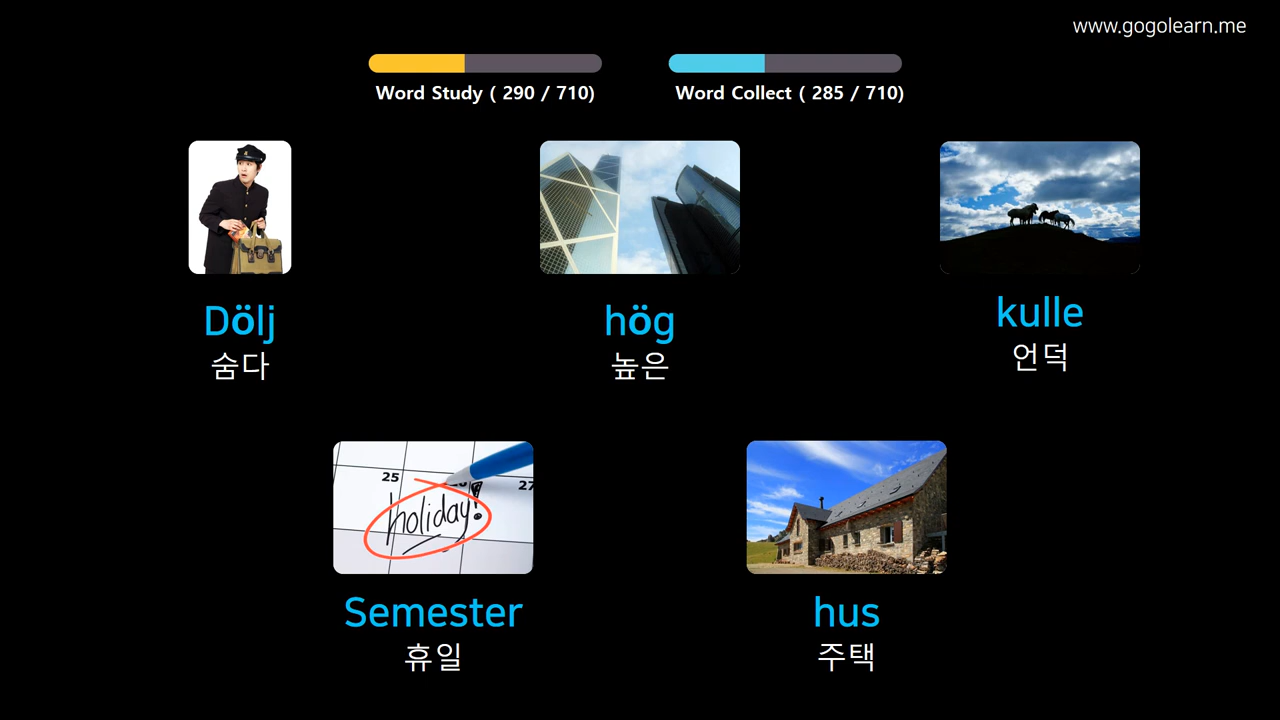 www.gogolearn.me
Word Study ( 290 / 710)
Word Collect ( 285 / 710)
Dölj
숨다
hög
높은
kulle
언덕
25
27
holiday!
Semester
휴일
hus
주택